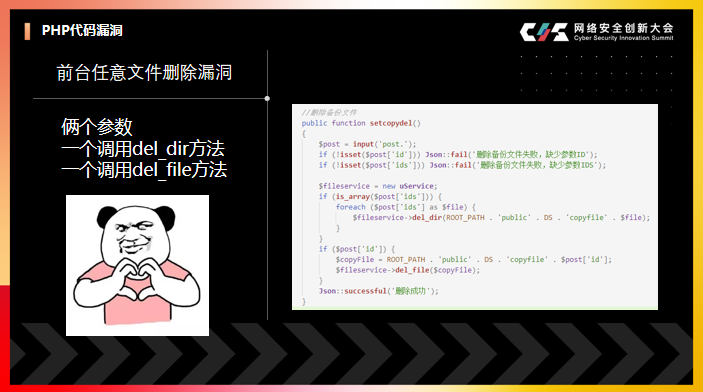 PHP代码漏洞
CIS 网络安全创新大会
Cyber Security Innovation Summit
前台任意文件删除漏洞
俩个参数
一个调用del_dir方法
一个调用del_file方法
//删除备份文件
public function setcopydel()
{
$post = input('post.');
if (!isset($post['id'])) Json::fail('删除备份文件失败，缺少参数ID');
if (!isset($post['ids'])) Json::fail('删除备份文件失败，缺少参数IDS');
$fileservice = new uService;
if (is_array($post['ids'])) {
foreach ($post['ids'] as $file) {
$fileservice->del_dir(ROOT_PATH . 'public' . DS . 'copyfile' . $file);
}
}
if ($post['id']) {
$copyFile = ROOT_PATH . 'public' . DS . 'copyfile' . $post['id'];
$fileservice->del_file($copyFile);
}
Json::successful('删除成功');
}